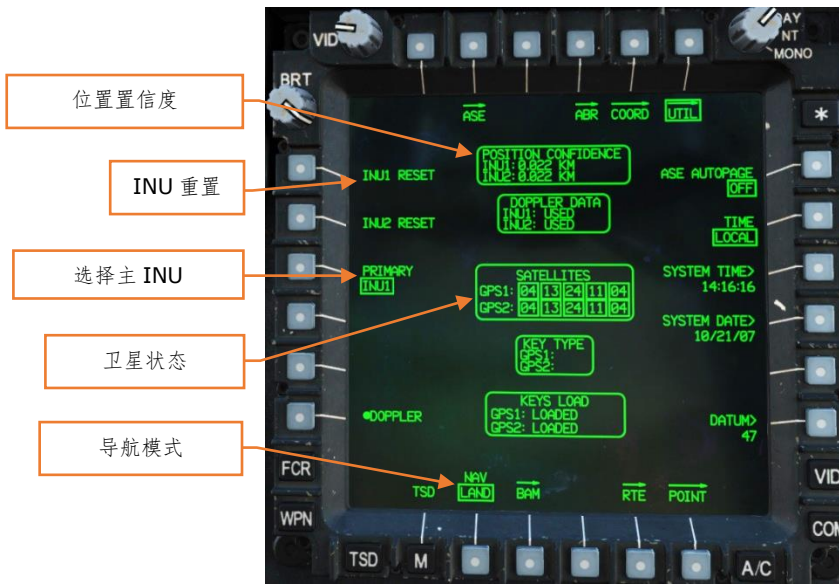 位置置信度
INU 重置
选择主 INU
卫星状态
导航模式
VID
BRT
AY
NT
MONO
*
ASE
ABR
COORD
UTIL
POSITION CONFIDENCE
INU1:0.022 KM
INU2:0.022 KM
INU1 RESET
ASE AUTOPAGE
OFF
DOPPLER DATA
INU1: USED
INU2: USED
INU2 RESET
TIME
LOCAL
PRIMARY
INU1
SATELLITES
GPS1: 04 13 24 11 04
GPS2: 04 13 24 11 04
SYSTEM TIME>
14:16:16
SYSTEM DATE>
10/21/07
KEY TYPE
GPS1:
GPS2:
KEYS LOAD
GPS1: LOADED
GPS2: LOADED
DOPPLER
DATUM>
47
FCR
VID
NAV
TSD LAND BAM RTE POINT
WPN
COM
TSD M A/C